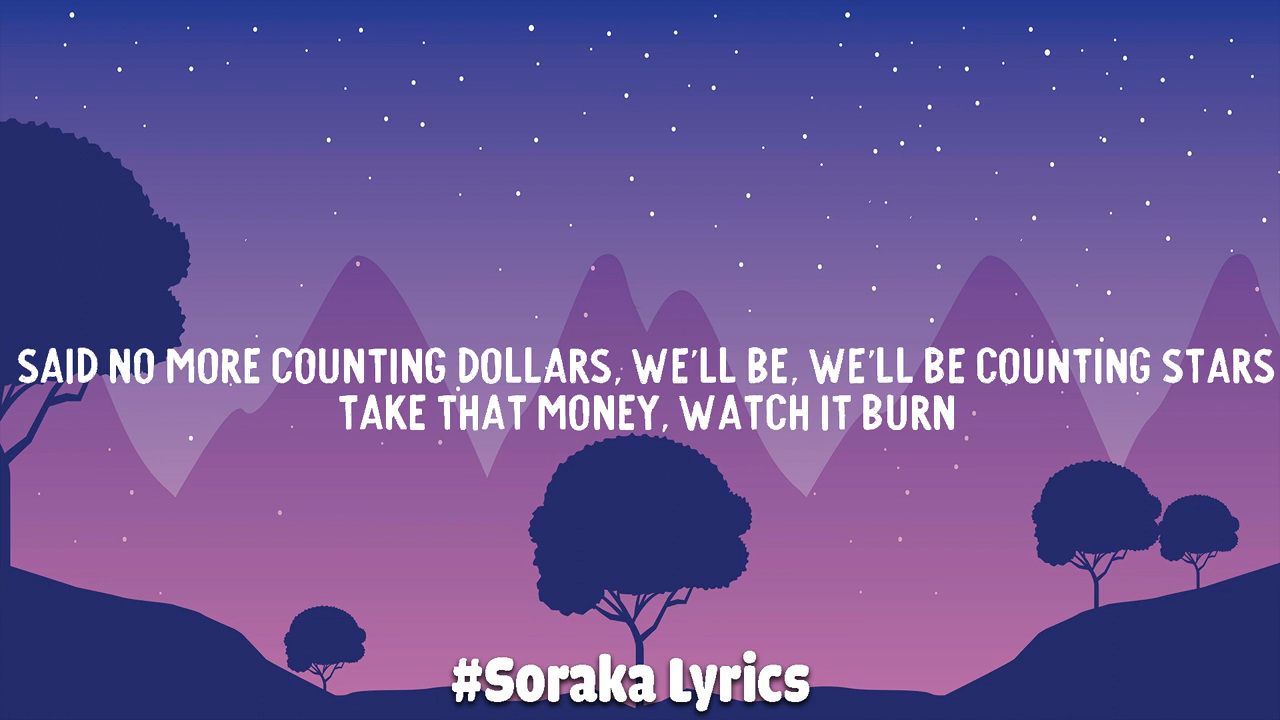 SAID NO MORE COUNTING DOLLARS, WE'LL BE, WE'LL BE COUNTING STARS
TAKE THAT MONEY, WATCH IT BURN
#Soraka Lyrics